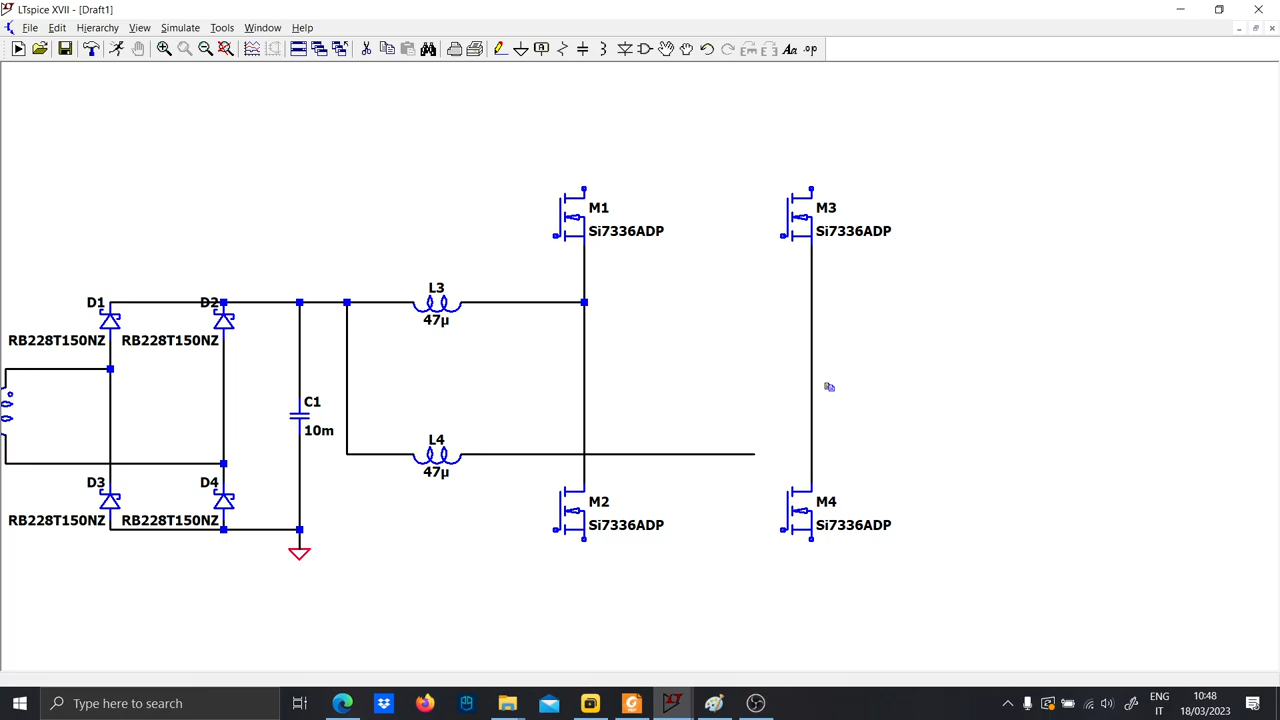 LTspice XVII - [Draft1]
File Edit Hierarchy View Simulate Tools Window Help
Aa .op
M1
Si7336ADP
M3
Si7336ADP
D1
D2
L3
47µ
RB228T150NZ
RB228T150NZ
C1
10m
L4
47µ
D3
D4
RB228T150NZ
RB228T150NZ
M2
Si7336ADP
M4
Si7336ADP
Type here to search
ENG
IT
10:48
18/03/2023